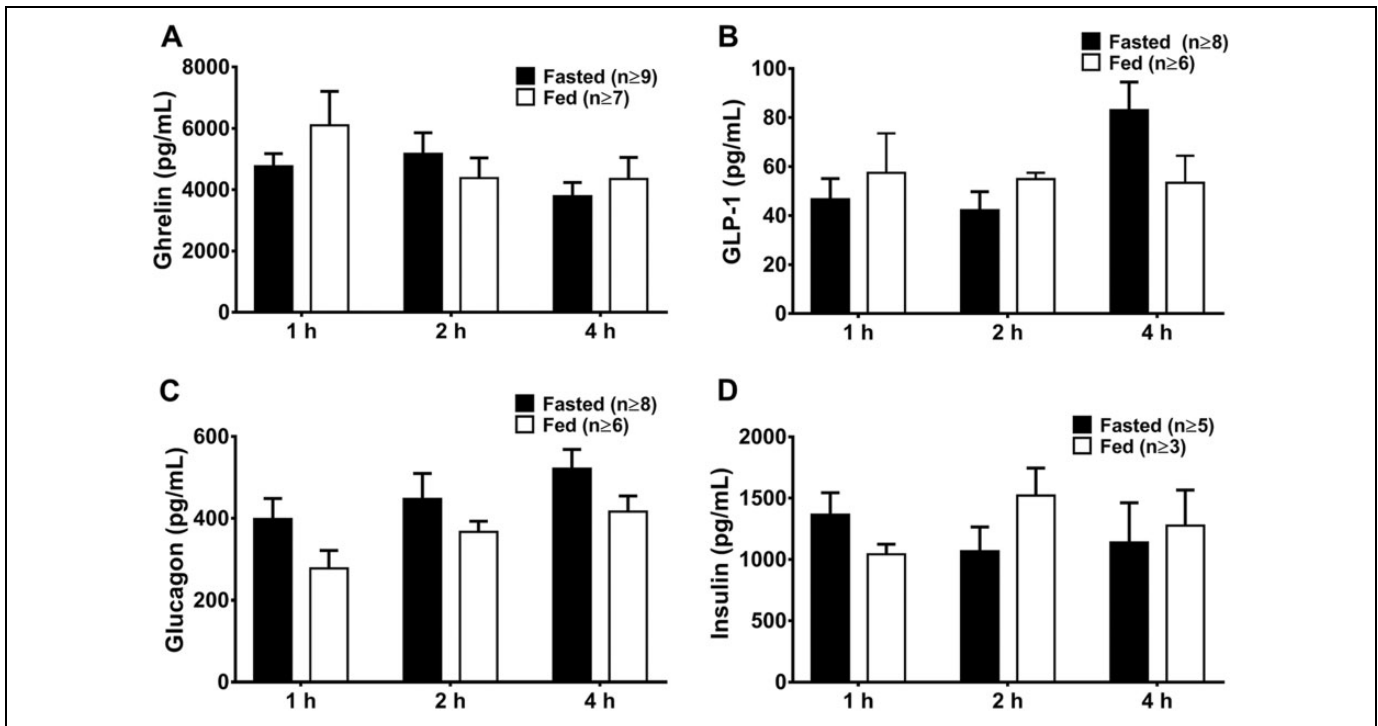 A
Fasted (n≥9)
Fed (n≥7)
Ghrelin (pg/mL)
8000
6000
4000
2000
0
1 h 2 h 4 h
B
Fasted (n≥8)
Fed (n≥6)
GLP-1 (pg/mL)
100
80
60
40
20
0
1 h 2 h 4 h
C
Fasted (n≥8)
Fed (n≥6)
Glucagon (pg/mL)
600
400
200
0
1 h 2 h 4 h
D
Fasted (n≥5)
Fed (n≥3)
Insulin (pg/mL)
2000
1500
1000
500
0
1 h 2 h 4 h